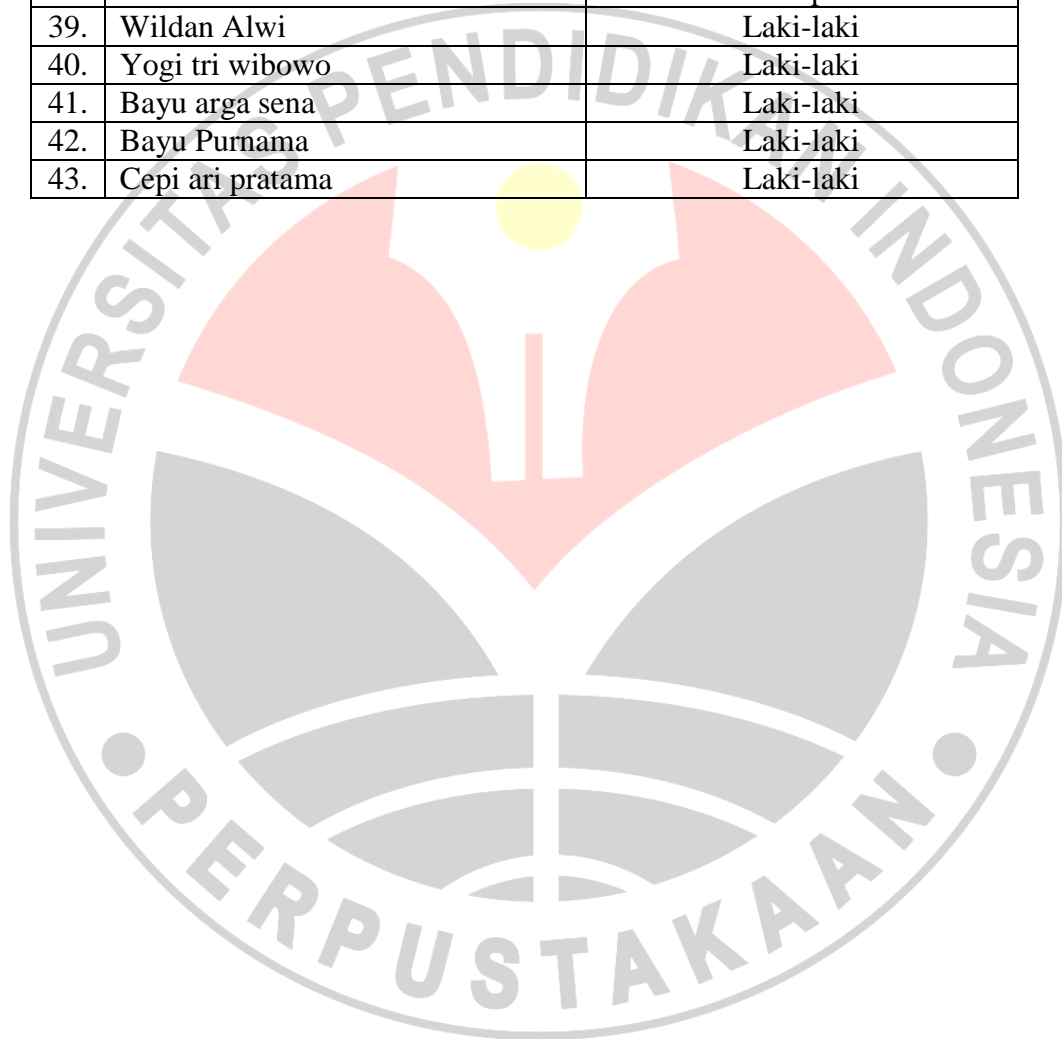 39. Wildan Alwi Laki-laki
40. Yogi tri wibowo Laki-laki
41. Bayu arga sena Laki-laki
42. Bayu Purnama Laki-laki
43. Cepi ari pratama Laki-laki
UNIVERSITAS PENDIDIKAN INDONESIA
PERPUSTAKAAN